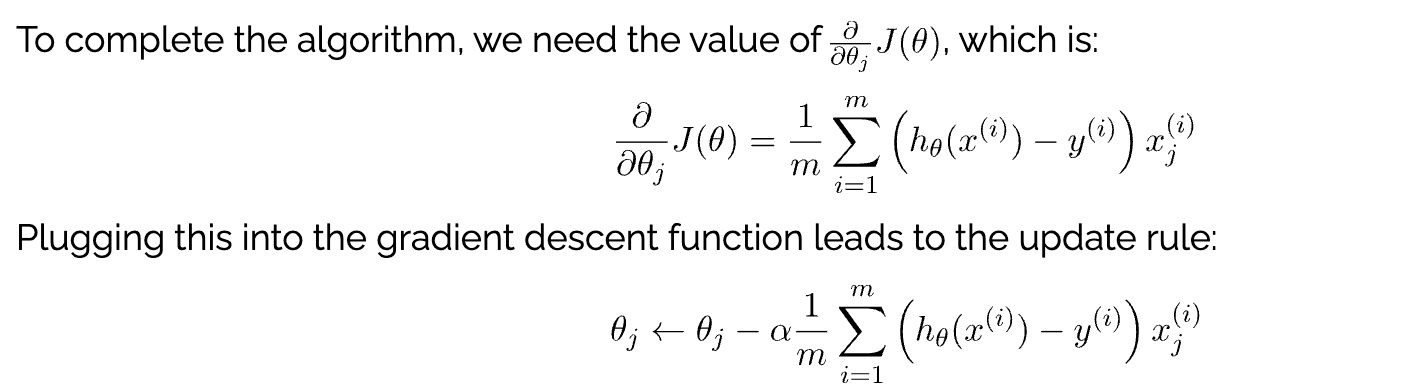 To complete the algorithm, we need the value of $\frac{\partial}{\partial\theta_j}J(\theta)$, which is:
$$\frac{\partial}{\partial\theta_j}J(\theta) = \frac{1}{m}\sum_{i=1}^{m}\left(h_\theta(x^{(i)}) - y^{(i)}\right)x_j^{(i)}$$
Plugging this into the gradient descent function leads to the update rule:
$$\theta_j \leftarrow \theta_j - \alpha\frac{1}{m}\sum_{i=1}^{m}\left(h_\theta(x^{(i)}) - y^{(i)}\right)x_j^{(i)}$$